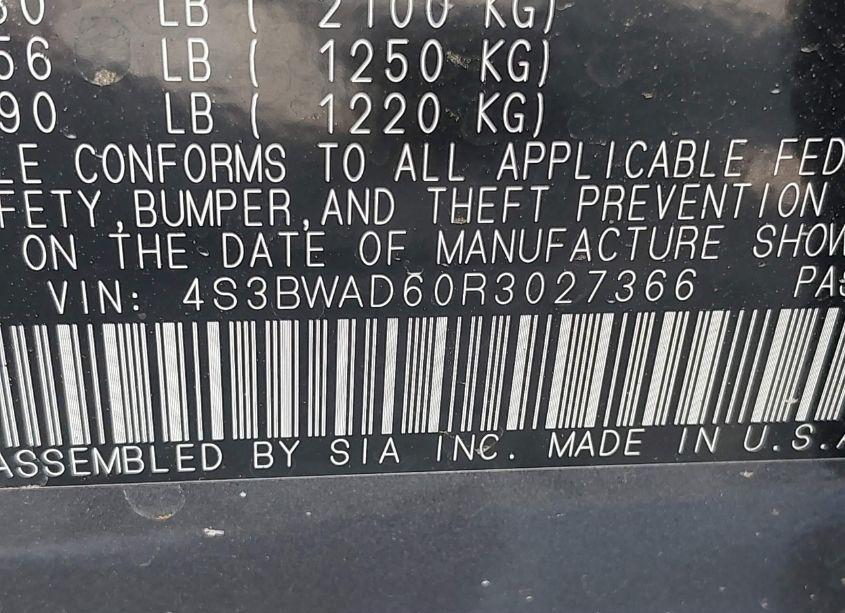 LB ( 2100 KG)
56 LB ( 1250 KG)
90 LB ( 1220 KG)
LE CONFORMS TO ALL APPLICABLE FED
FETY,BUMPER,AND THEFT PREVENTION
ON THE DATE OF MANUFACTURE SHOW
VIN: 4S3BWAD60R3027366 PAS
ASSEMBLED BY SIA INC. MADE IN U.S.A